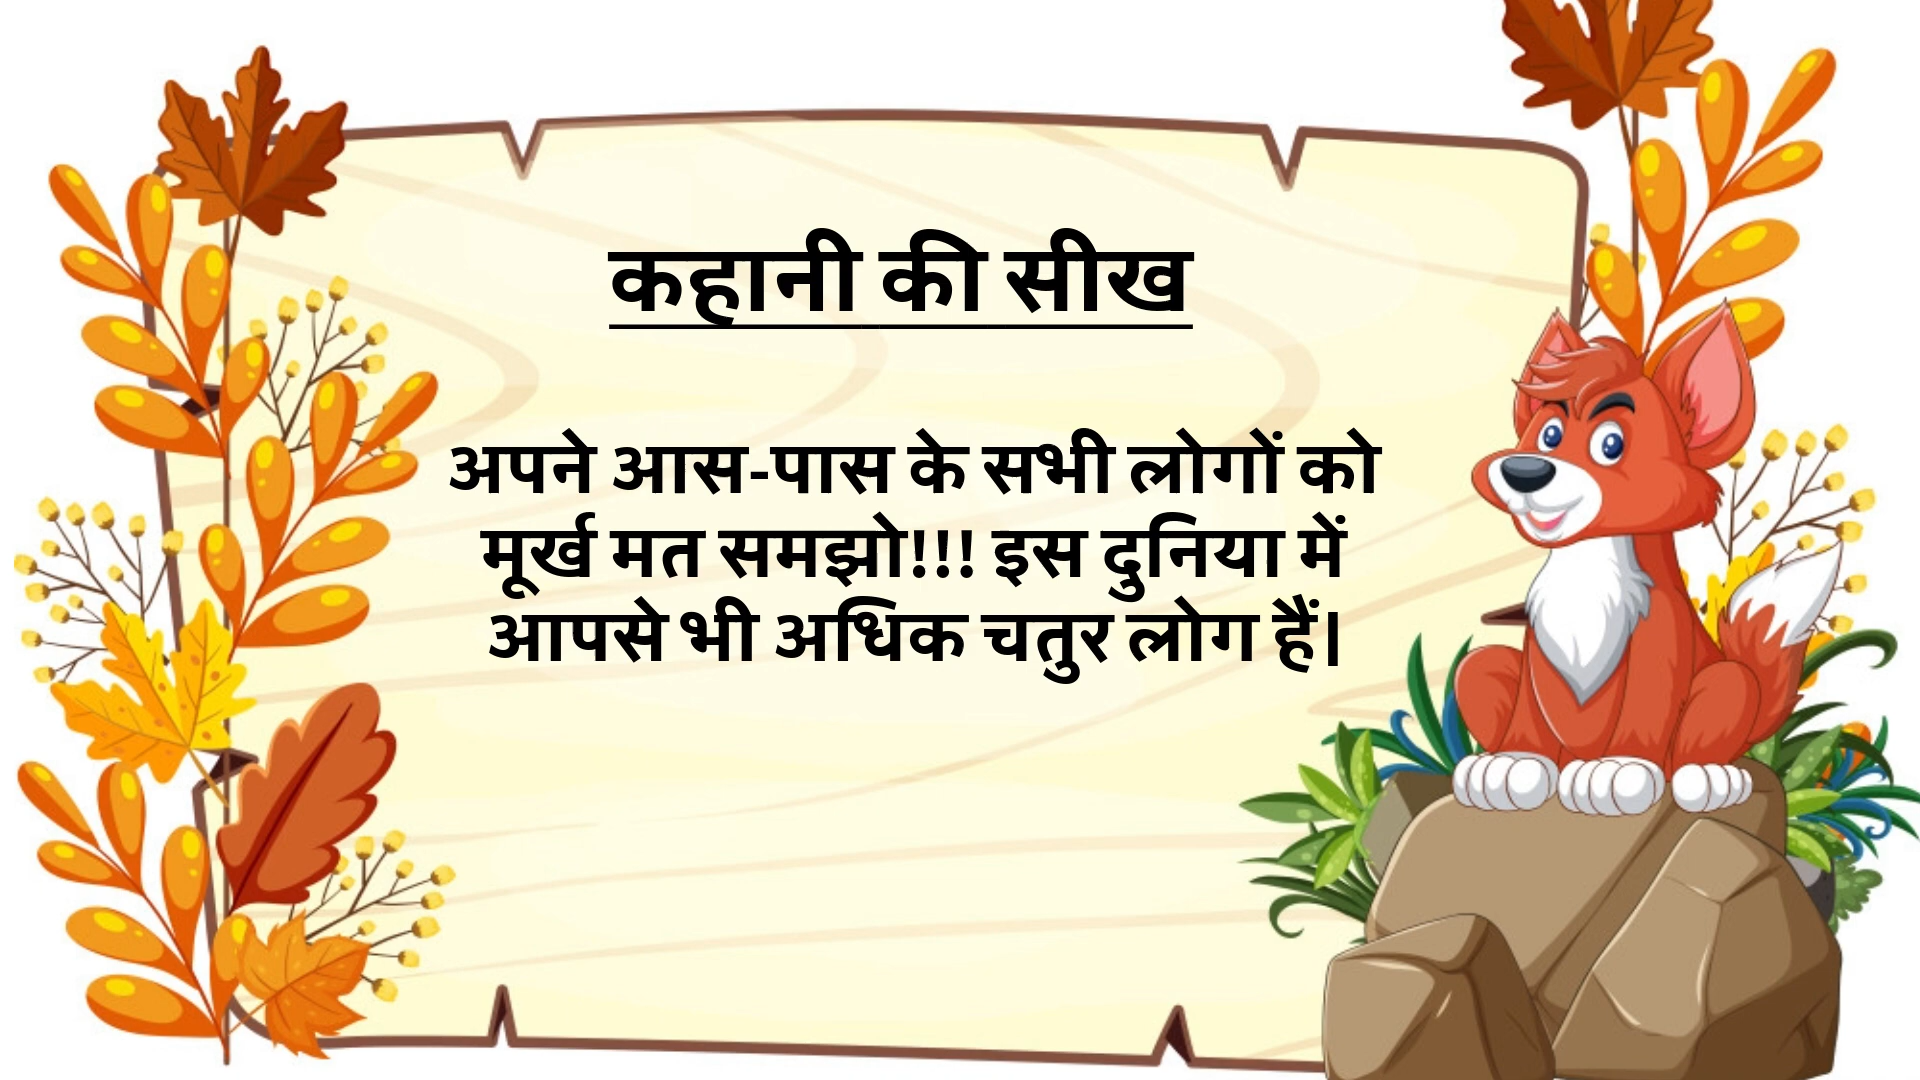 कहानी की सीख
अपने आस-पास के सभी लोगों को
मूर्ख मत समझो!!! इस दुनिया में
आपसे भी अधिक चतुर लोग हैं।